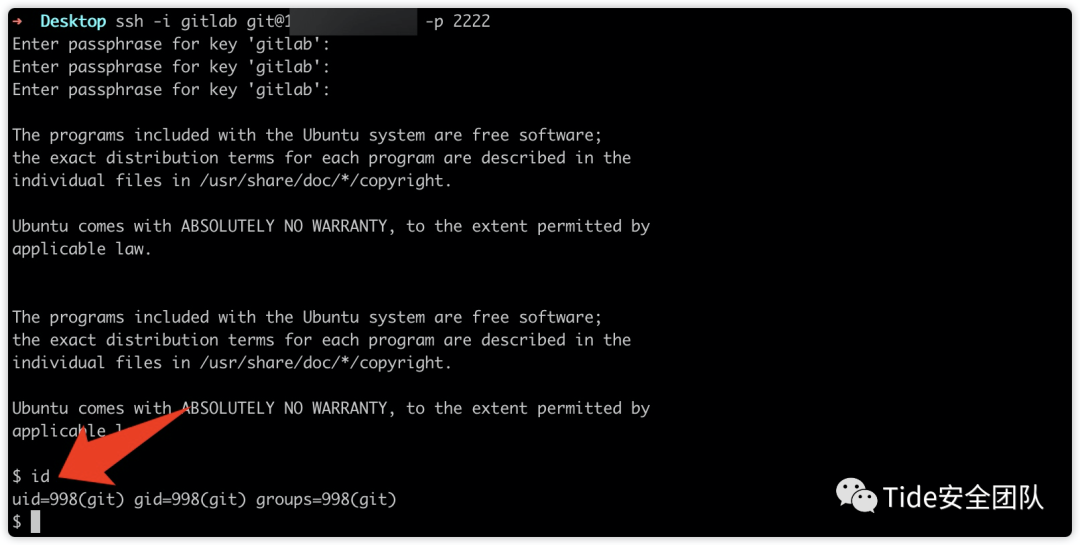 → Desktop ssh -i gitlab git@1 -p 2222
Enter passphrase for key 'gitlab':
Enter passphrase for key 'gitlab':
Enter passphrase for key 'gitlab':
The programs included with the Ubuntu system are free software;
the exact distribution terms for each program are described in the
individual files in /usr/share/doc/*/copyright.
Ubuntu comes with ABSOLUTELY NO WARRANTY, to the extent permitted by
applicable law.
The programs included with the Ubuntu system are free software;
the exact distribution terms for each program are described in the
individual files in /usr/share/doc/*/copyright.
Ubuntu comes with ABSOLUTELY NO WARRANTY, to the extent permitted by
applicable
$ id
uid=998(git) gid=998(git) groups=998(git)
$
Tide安全团队